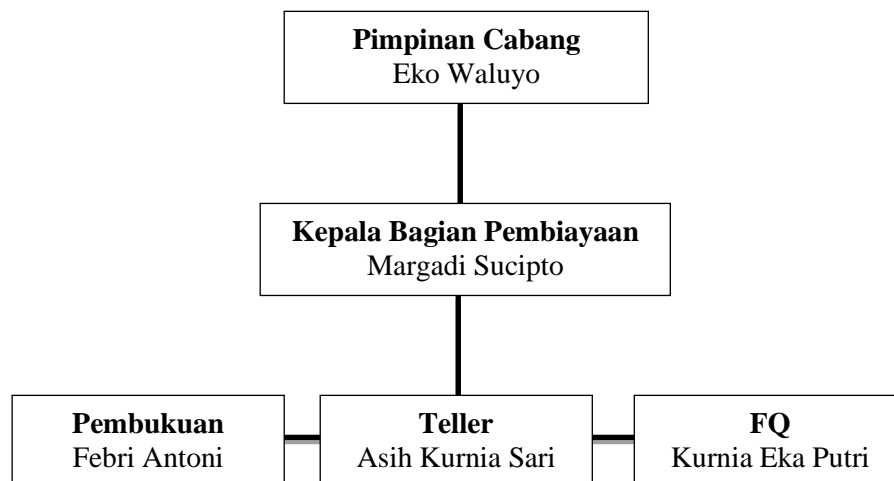 Pimpinan Cabang
Eko Waluyo
Kepala Bagian Pembiayaan
Margadi Sucipto
Pembukuan
Febri Antoni
Teller
Asih Kurnia Sari
FQ
Kurnia Eka Putri